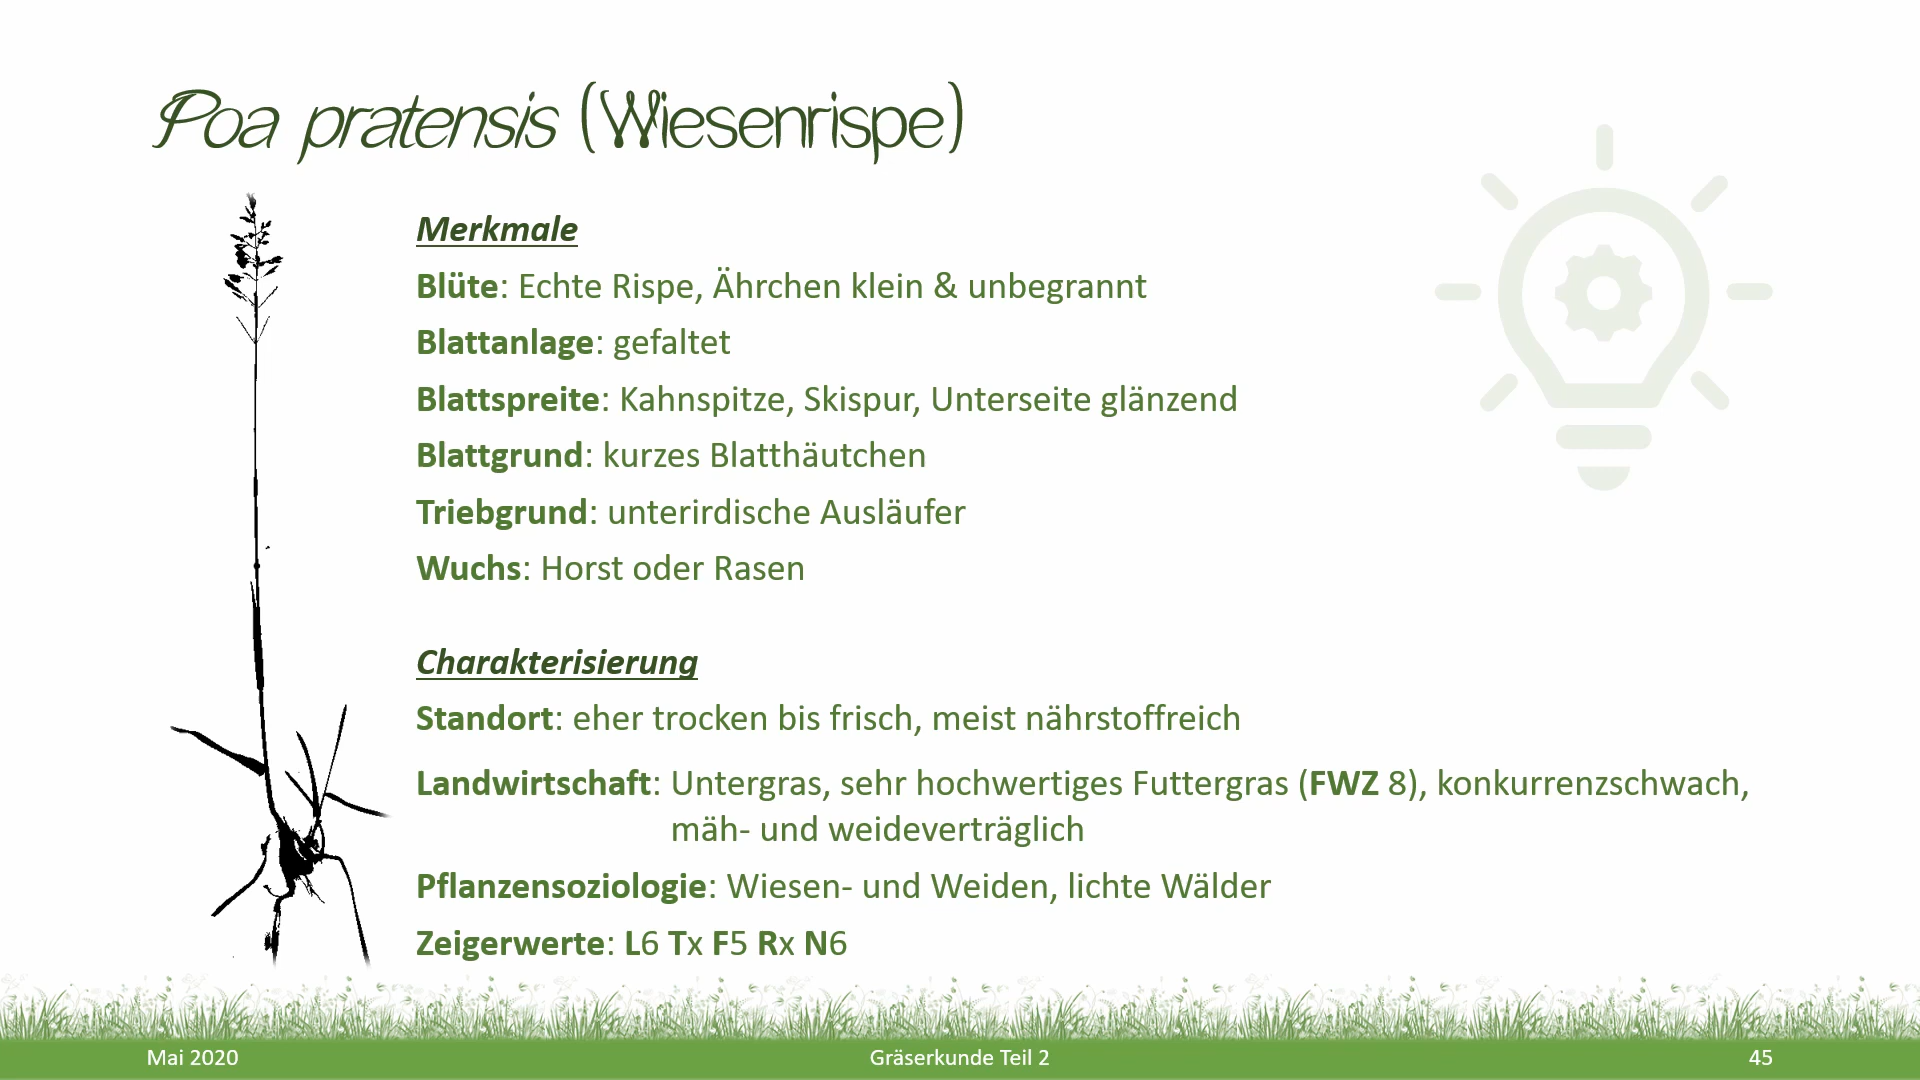 Poa pratensis (Wiesenrispe)
Merkmale
Blüte: Echte Rispe, Ährchen klein & unbegrannt
Blattanlage: gefaltet
Blattspreite: Kahnspitze, Skispur, Unterseite glänzend
Blattgrund: kurzes Blatthäutchen
Triebgrund: unterirdische Ausläufer
Wuchs: Horst oder Rasen
Charakterisierung
Standort: eher trocken bis frisch, meist nährstoffreich
Landwirtschaft: Untergras, sehr hochwertiges Futtergras (FWZ 8), konkurrenzschwach,
mäh- und weideverträglich
Pflanzensoziologie: Wiesen- und Weiden, lichte Wälder
Zeigerwerte: L6 Tx F5 Rx N6
Mai 2020
Gräserkunde Teil 2
45